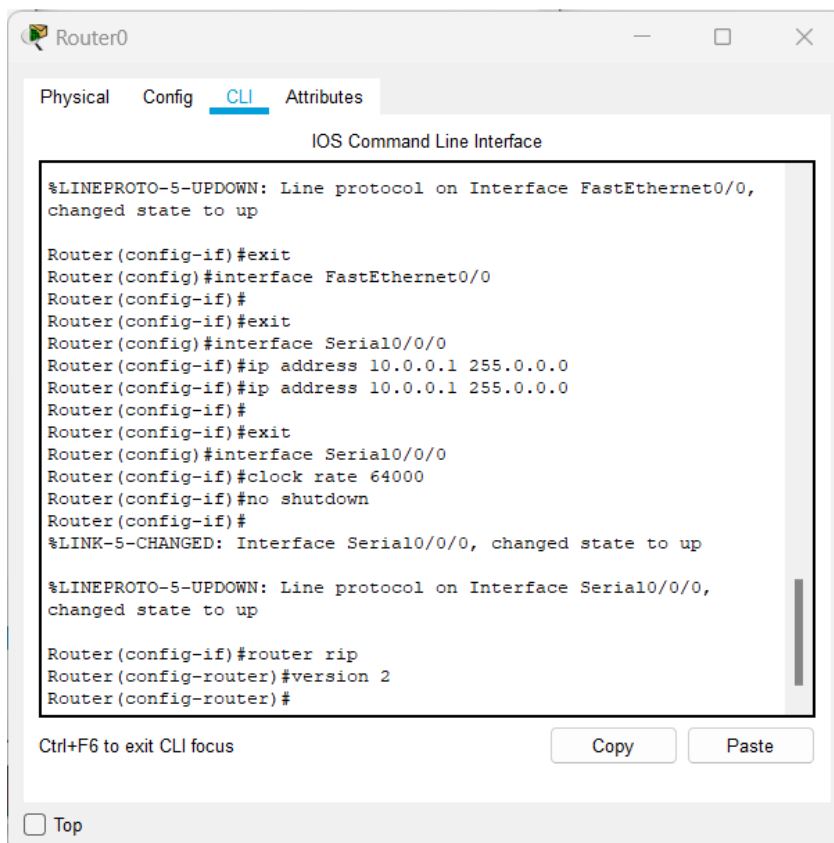 Router0
Physical Config CLI Attributes
IOS Command Line Interface
%LINEPROTO-5-UPDOWN: Line protocol on Interface FastEthernet0/0,
changed state to up
Router(config-if)#exit
Router(config)#interface FastEthernet0/0
Router(config-if)#
Router(config-if)#exit
Router(config)#interface Serial0/0/0
Router(config-if)#ip address 10.0.0.1 255.0.0.0
Router(config-if)#ip address 10.0.0.1 255.0.0.0
Router(config-if)#
Router(config-if)#exit
Router(config)#interface Serial0/0/0
Router(config-if)#clock rate 64000
Router(config-if)#no shutdown
Router(config-if)#
%LINK-5-CHANGED: Interface Serial0/0/0, changed state to up
%LINEPROTO-5-UPDOWN: Line protocol on Interface Serial0/0/0,
changed state to up
Router(config-if)#router rip
Router(config-router)#version 2
Router(config-router)#
Ctrl+F6 to exit CLI focus Copy Paste
Top